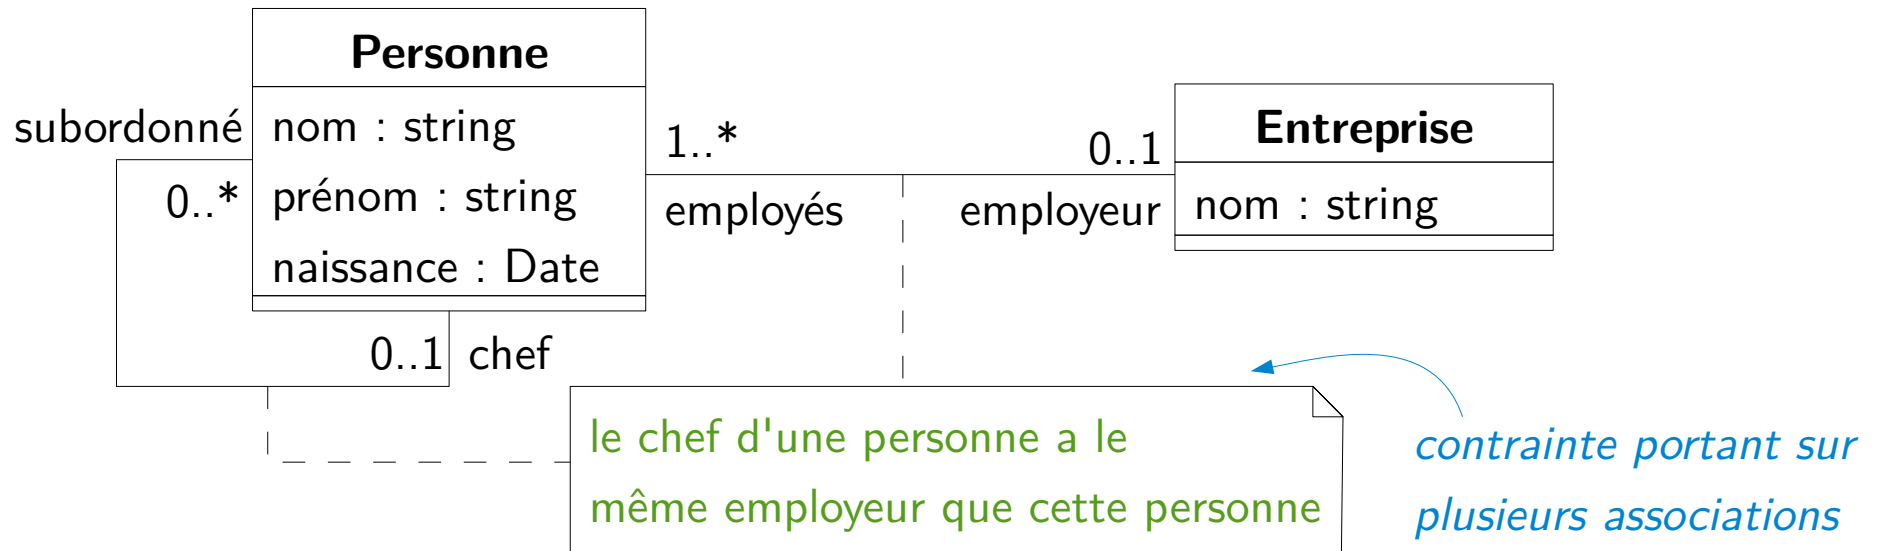 Personne
subordonné
nom : string
0..*
prénom : string
naissance : Date
0..1 chef
1..*
employés
0..1
employeur
Entreprise
nom : string
le chef d'une personne a le
même employeur que cette personne
contrainte portant sur
plusieurs associations